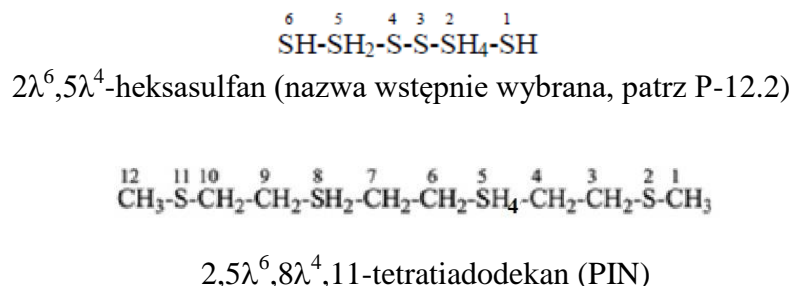 6 5 4 3 2 1
SH-SH₂-S-S-SH₄-SH
2λ⁶,5λ⁴-heksasulfan (nazwa wstępnie wybrana, patrz P-12.2)
12 11 10 9 8 7 6 5 4 3 2 1
CH₃-S-CH₂-CH₂-SH₂-CH₂-CH₂-SH₄-CH₂-CH₂-S-CH₃
2,5λ⁶,8λ⁴,11-tetratiadodekan (PIN)